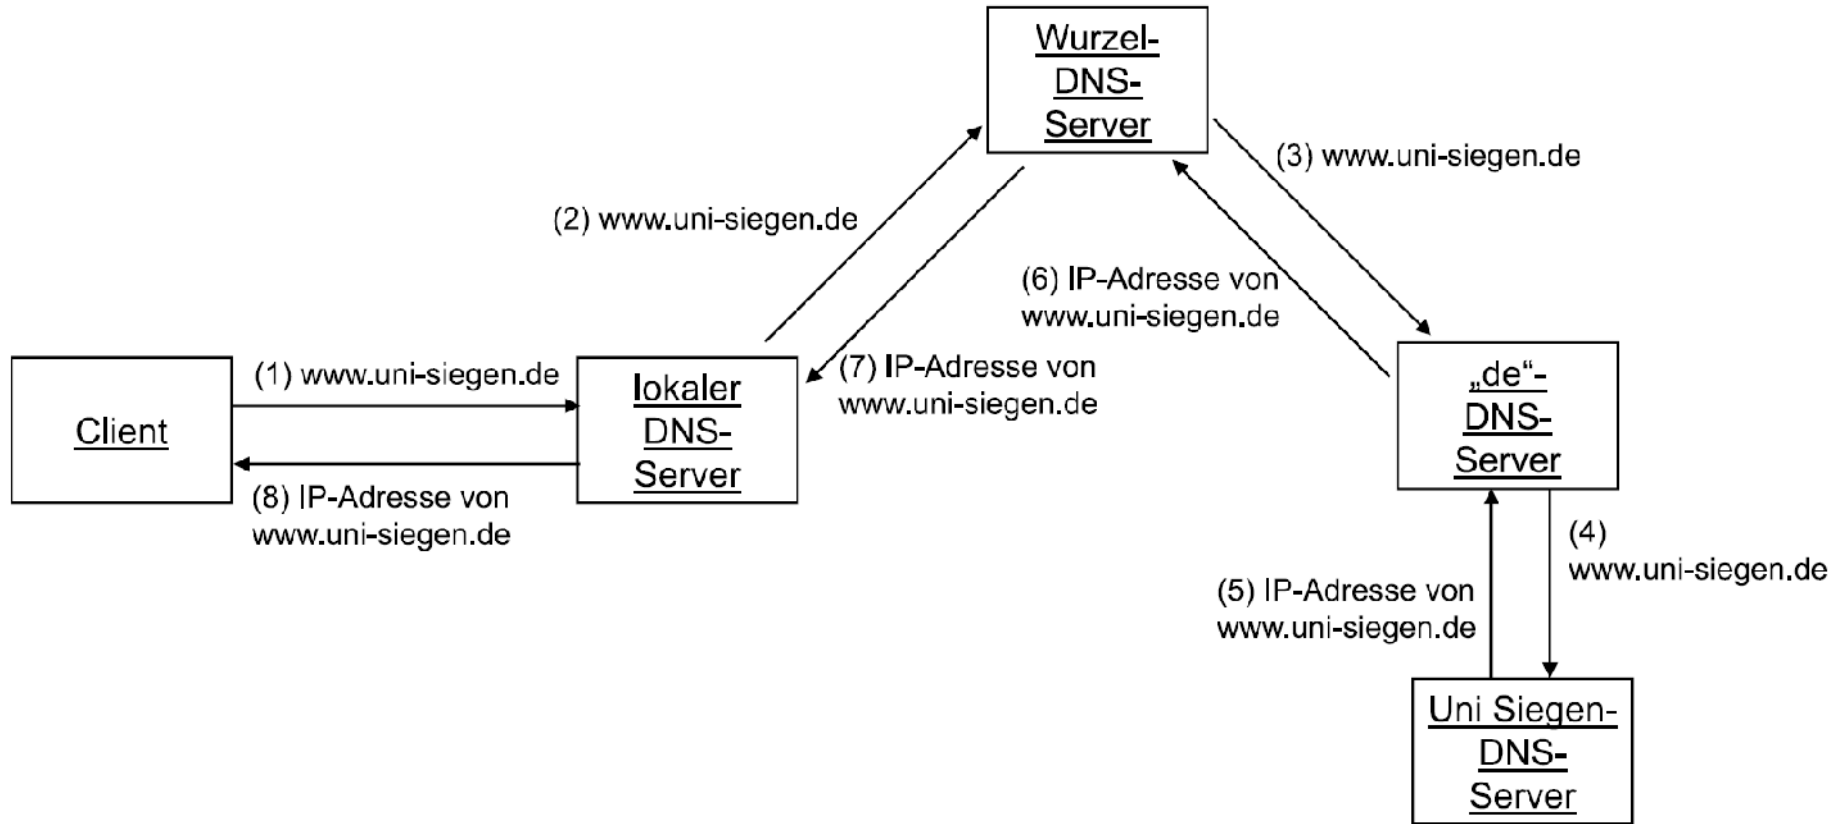 Wurzel-
DNS-
Server
(3) www.uni-siegen.de
(2) www.uni-siegen.de
(6) IP-Adresse von
www.uni-siegen.de
(1) www.uni-siegen.de
(7) IP-Adresse von
www.uni-siegen.de
Client
lokaler
DNS-
Server
„de“-
DNS-
Server
(8) IP-Adresse von
www.uni-siegen.de
(4)
www.uni-siegen.de
(5) IP-Adresse von
www.uni-siegen.de
Uni Siegen-
DNS-
Server